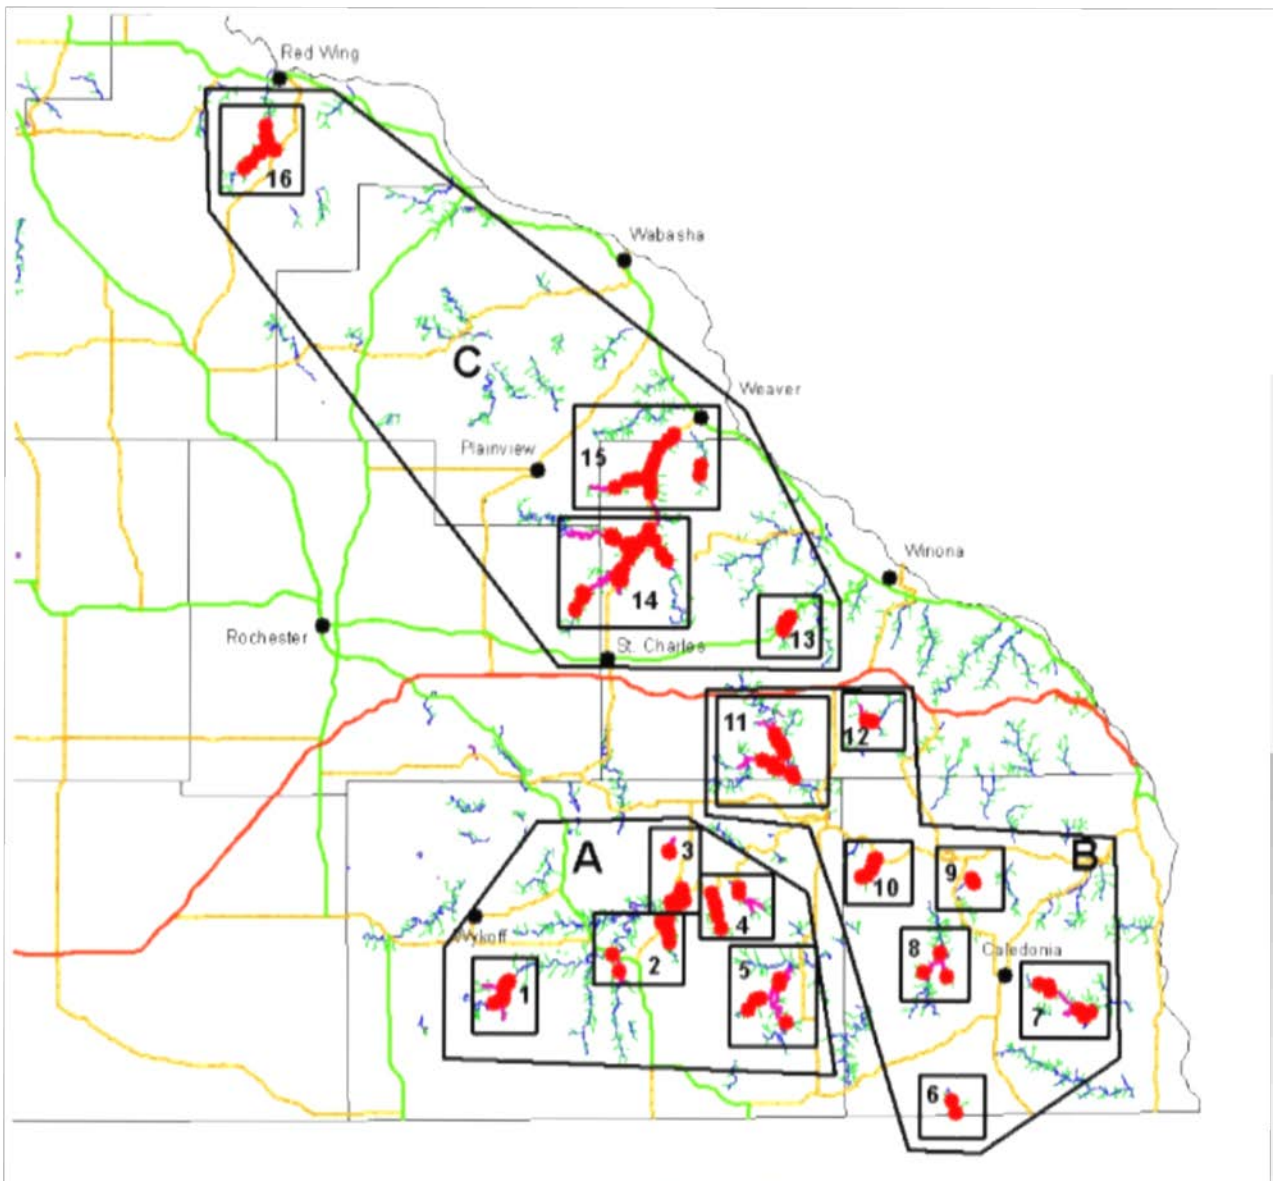 Red Wing
16
Wabasha
C
Weaver
Plainview
15
Winona
14
Rochester
13
St. Charles
11
12
A
3
B
10
9
4
Wykoff
8
Caledonia
2
5
1
7
6